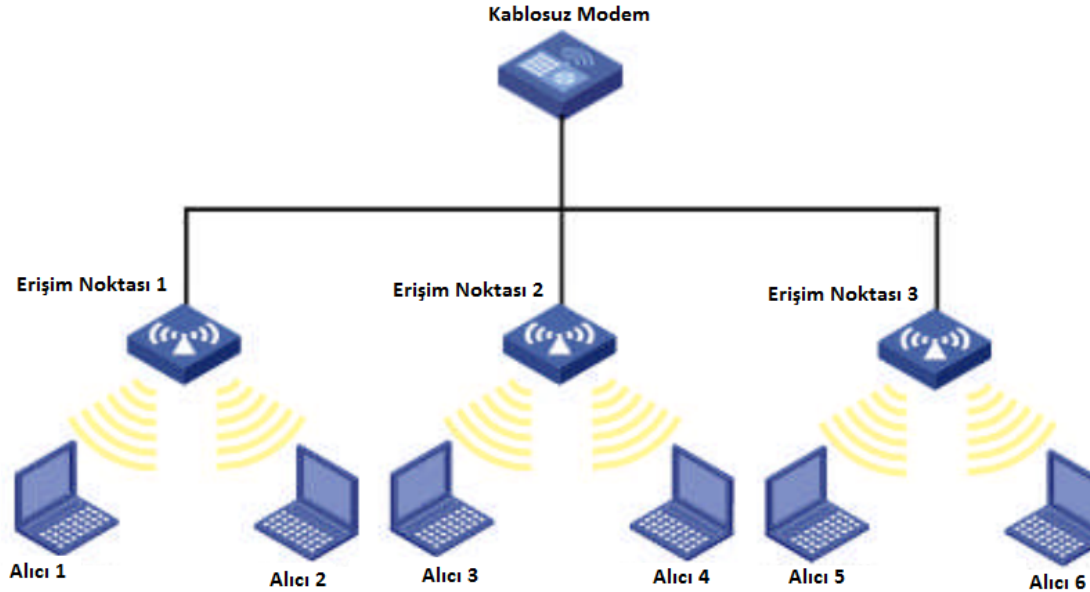 Kablosuz Modem
Erişim Noktası 1
Erişim Noktası 2
Erişim Noktası 3
Alıcı 1
Alıcı 2
Alıcı 3
Alıcı 4
Alıcı 5
Alıcı 6